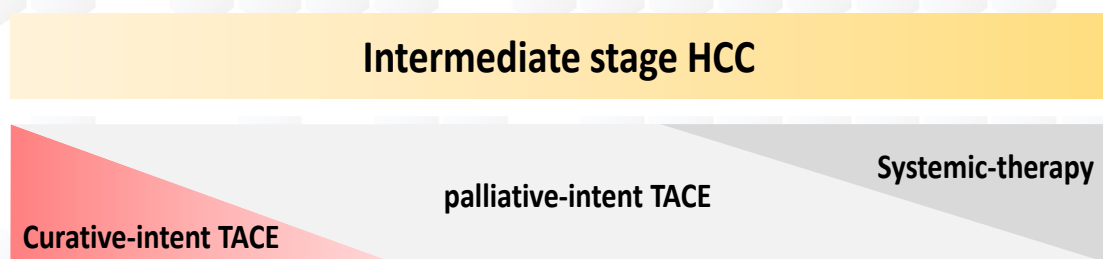 Intermediate stage HCC
Systemic-therapy
palliative-intent TACE
Curative-intent TACE